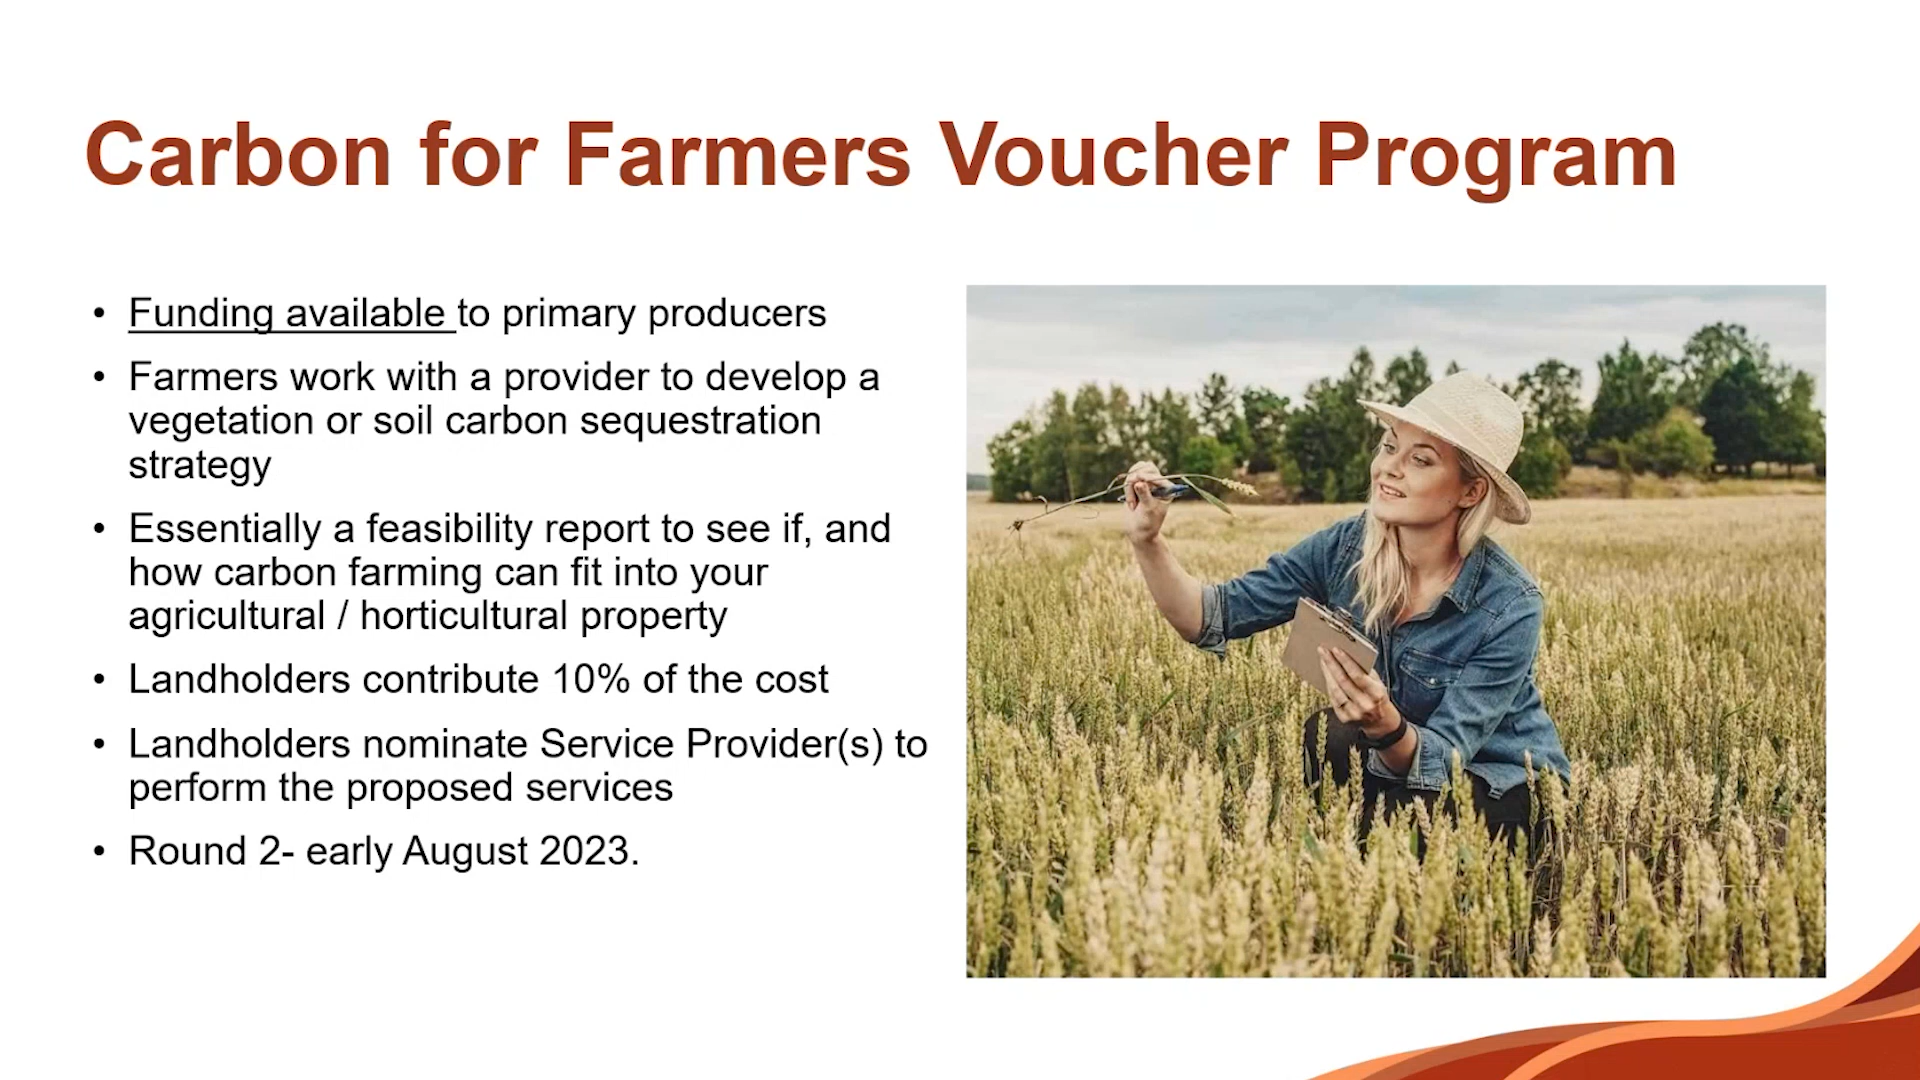 Carbon for Farmers Voucher Program
• Funding available to primary producers
• Farmers work with a provider to develop a
vegetation or soil carbon sequestration
strategy
• Essentially a feasibility report to see if, and
how carbon farming can fit into your
agricultural / horticultural property
• Landholders contribute 10% of the cost
• Landholders nominate Service Provider(s) to
perform the proposed services
• Round 2- early August 2023.